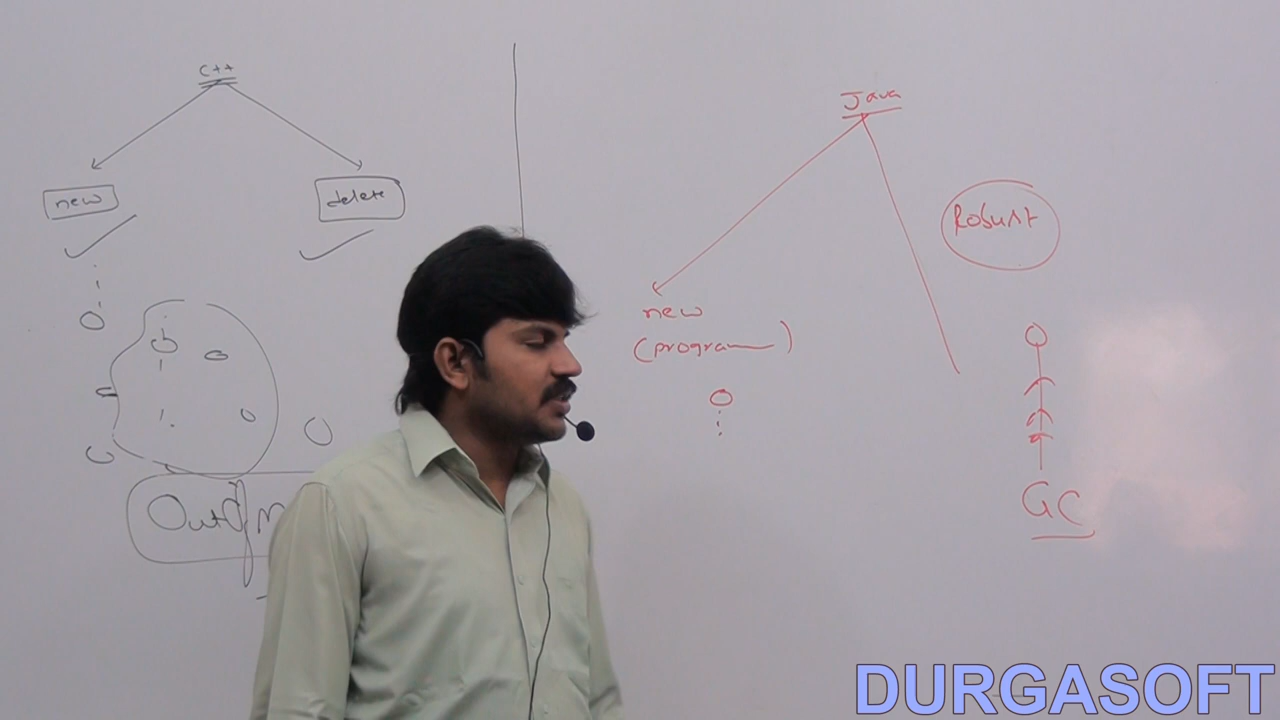 C++
new
delete
Java
Robust
new
(program)
GC
DURGASOFT